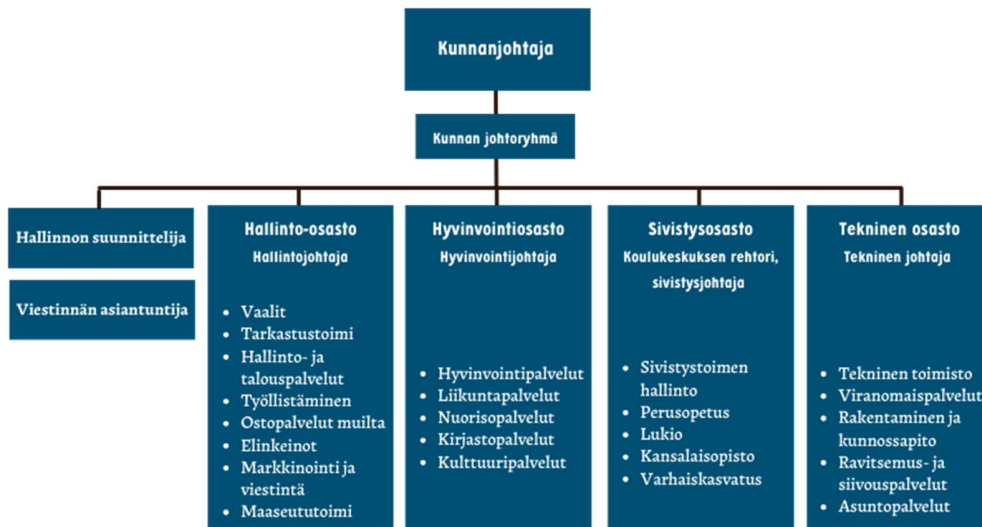 Kunnanjohtaja
Kunnan johtoryhmä
Hallinnon suunnittelija
Viestinnän asiantuntija
Hallinto-osasto
Hallintojohtaja
• Vaalit
• Tarkastustoimi
• Hallinto- ja
talouspalvelut
• Työllistäminen
• Ostopalvelut muilta
• Elinkeinot
• Markkinointi ja
viestintä
• Maaseututoimi
Hyvinvointiosasto
Hyvinvointijohtaja
• Hyvinvointipalvelut
• Liikuntapalvelut
• Nuorisopalvelut
• Kirjastopalvelut
• Kulttuuripalvelut
Sivistysosasto
Koulukeskuksen rehtori,
sivistysjohtaja
• Sivistystoimen
hallinto
• Perusopetus
• Lukio
• Kansalaisopisto
• Varhaiskasvatus
Tekninen osasto
Tekninen johtaja
• Tekninen toimisto
• Viranomaispalvelut
• Rakentaminen ja
kunnossapito
• Ravitsemus- ja
siivouspalvelut
• Asuntopalvelut